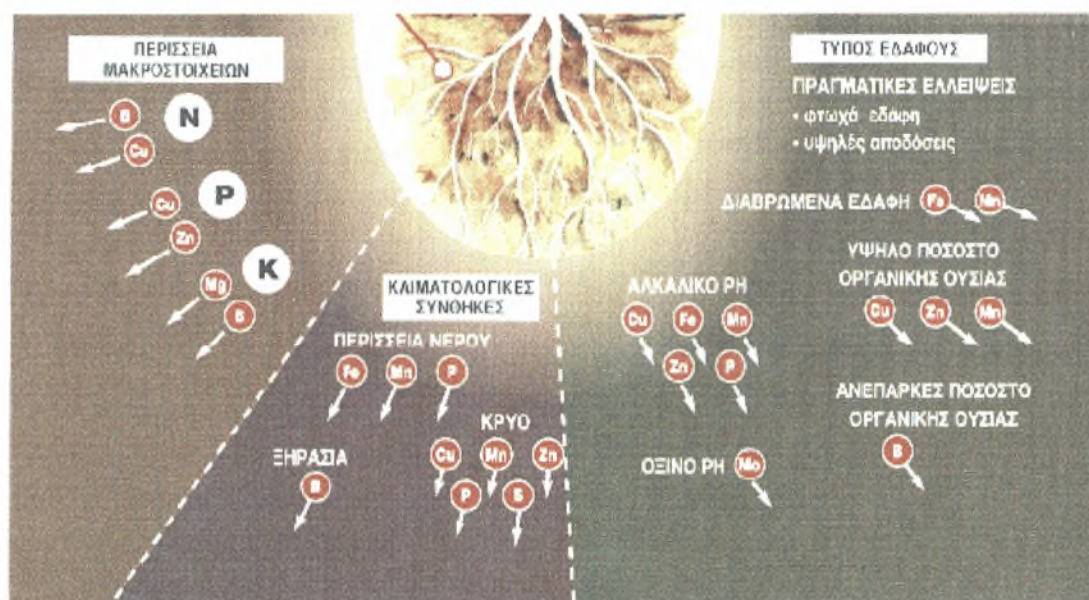 ΠΕΡΙΣΣΕΙΑ
ΜΑΚΡΟΣΤΟΙΧΕΙΩΝ
B
N
Cu
Cu
P
Zn
Mg
K
B
ΚΛΙΜΑΤΟΛΟΓΙΚΕΣ
ΣΥΝΘΗΚΕΣ
ΠΕΡΙΣΣΕΙΑ ΝΕΡΟΥ
Fe Mn P
ΚΡΥΟ
Cu Mn Zn
P B
ΞΗΡΑΣΙΑ
B
ΤΥΠΟΣ ΕΔΑΦΟΥΣ
ΠΡΑΓΜΑΤΙΚΕΣ ΕΛΛΕΙΨΕΙΣ
• φτωχά εδάφη
• υψηλές αποδόσεις
ΔΙΑΒΡΩΜΕΝΑ ΕΔΑΦΗ Fe Mn
ΥΨΗΛΟ ΠΟΣΟΣΤΟ
ΟΡΓΑΝΙΚΗΣ ΟΥΣΙΑΣ
Cu Zn Mn
ΑΛΚΑΛΙΚΟ PH
Cu Fe Mn
Zn P
ΑΝΕΠΑΡΚΕΣ ΠΟΣΟΣΤΟ
ΟΡΓΑΝΙΚΗΣ ΟΥΣΙΑΣ
B
ΟΞΙΝΟ PH Mo